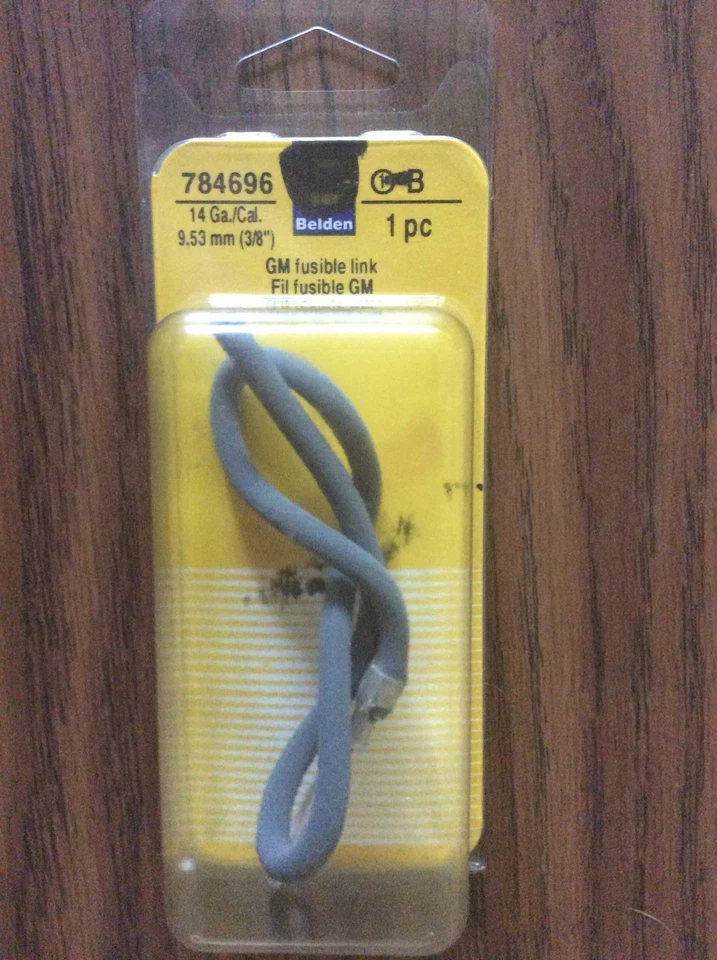 784696
14 Ga./Cal.
9.53 mm (3/8")
Belden
B
1 pc
GM fusible link
Fil fusible GM